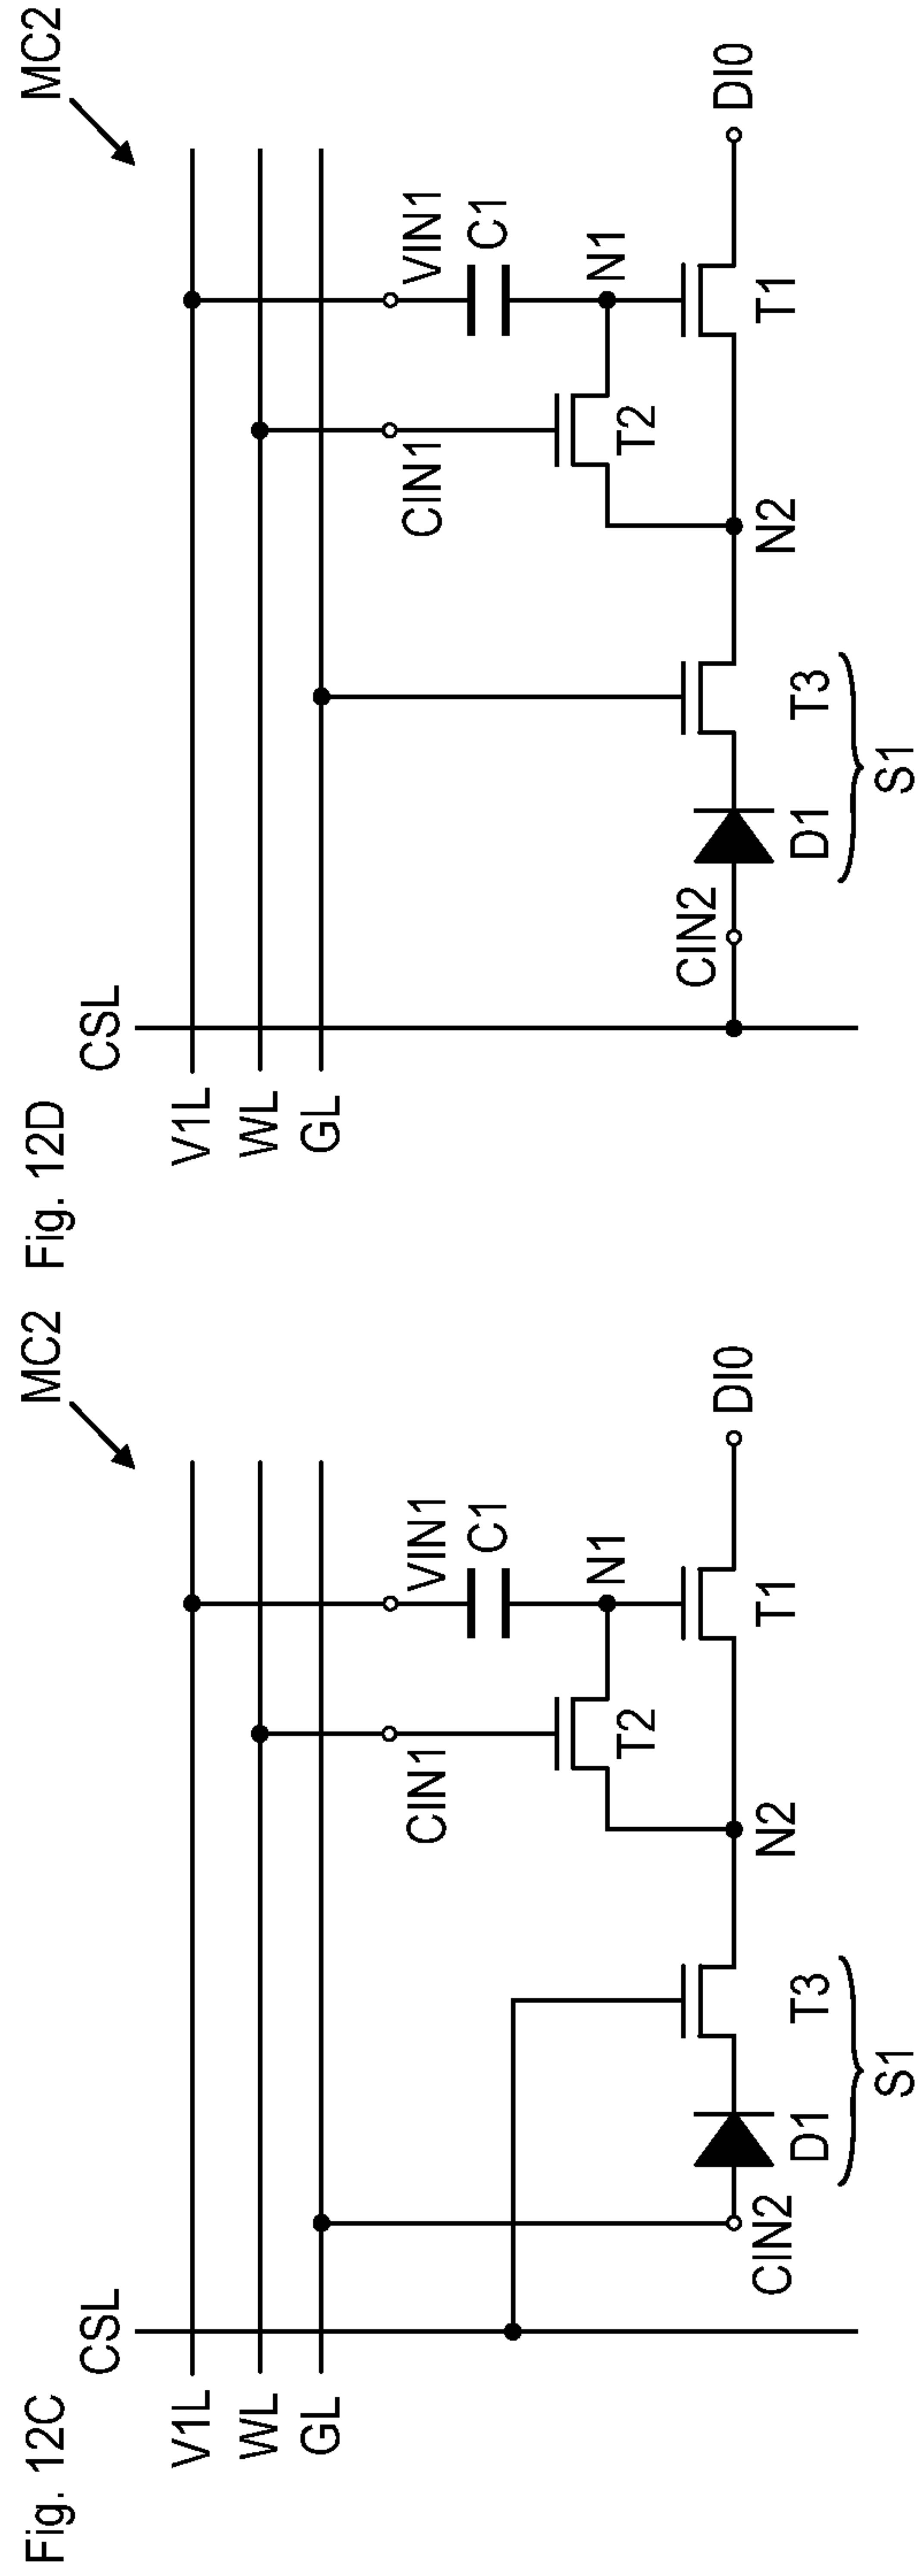 Fig. 12C
MC2
CSL
V1L
WL
GL
VIN1
CIN1
C1
N1
T2
CIN2
DI0
D1
T3
N2
T1
S1
Fig. 12D
MC2
CSL
V1L
WL
GL
VIN1
CIN1
C1
N1
T2
CIN2
DI0
D1
T3
N2
T1
S1